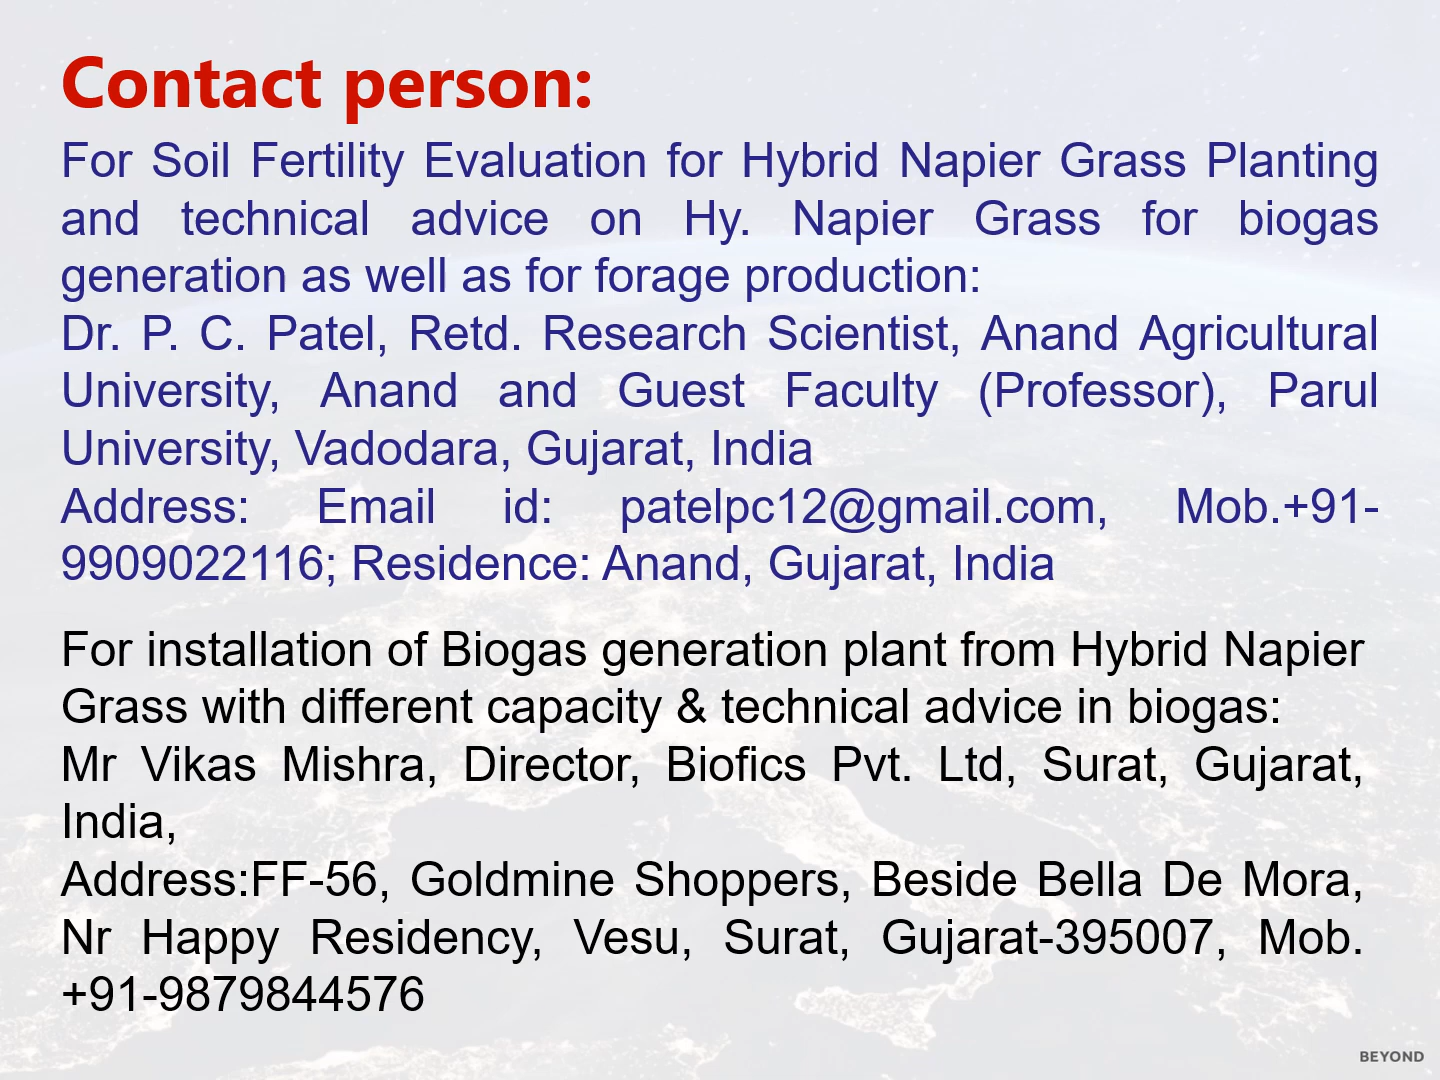 Contact person:
For Soil Fertility Evaluation for Hybrid Napier Grass Planting
and technical advice on Hy. Napier Grass for biogas
generation as well as for forage production:
Dr. P. C. Patel, Retd. Research Scientist, Anand Agricultural
University, Anand and Guest Faculty (Professor), Parul
University, Vadodara, Gujarat, India
Address: Email id: patelpc12@gmail.com, Mob.+91-
9909022116; Residence: Anand, Gujarat, India
For installation of Biogas generation plant from Hybrid Napier
Grass with different capacity & technical advice in biogas:
Mr Vikas Mishra, Director, Biofics Pvt. Ltd, Surat, Gujarat,
India,
Address:FF-56, Goldmine Shoppers, Beside Bella De Mora,
Nr Happy Residency, Vesu, Surat, Gujarat-395007, Mob.
+91-9879844576
BEYOND